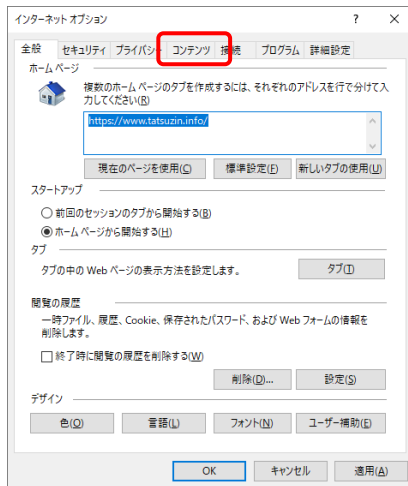 インターネット オプション ? ×
全般 セキュリティ プライバシー コンテンツ 接続 プログラム 詳細設定
ホーム ページ
複数のホーム ページのタブを作成するには、それぞれのアドレスを行で分けて入
力してください(R)
https://www.tatsuzin.info/
現在のページを使用(C) 標準設定(F) 新しいタブの使用(U)
スタートアップ
前回のセッションのタブから開始する(B)
ホーム ページから開始する(H)
タブ
タブの中の Web ページの表示方法を設定します。 タブ(T)
閲覧の履歴
一時ファイル、履歴、Cookie、保存されたパスワード、および Web フォームの情報を
削除します。
終了時に閲覧の履歴を削除する(W)
削除(D)... 設定(S)
デザイン
色(O) 言語(L) フォント(N) ユーザー補助(E)
OK キャンセル 適用(A)